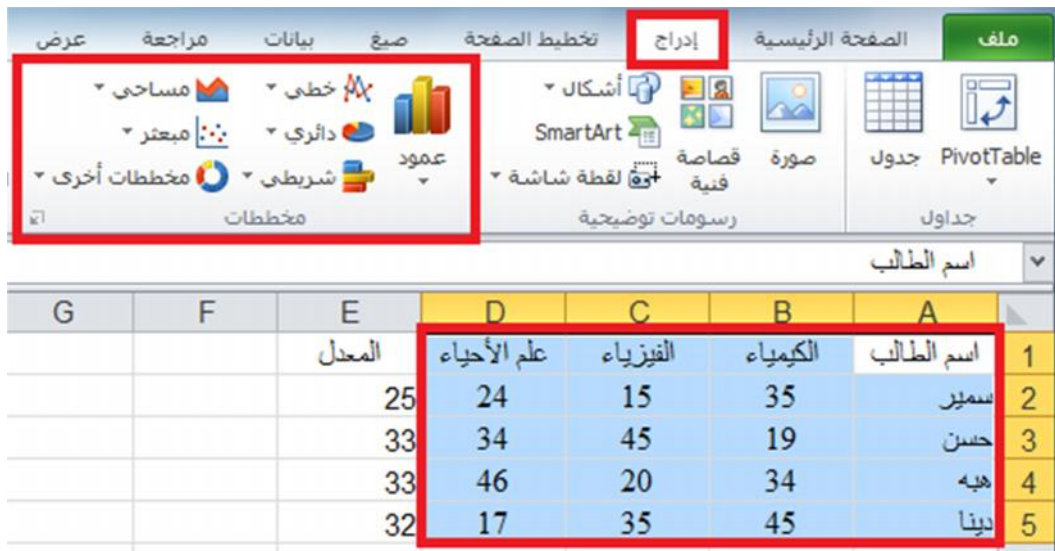 ملف الصفحة الرئيسية إدراج تخطيط الصفحة صيغ بيانات مراجعة عرض
PivotTable جدول صورة قصاصة فنية أشكال SmartArt لقطة شاشة عمود خطي دائري شريطي مساحي مبعثر مخططات أخرى
جداول رسومات توضيحية مخططات
اسم الطالب
A B C D E F G
1 اسم الطالب الكيمياء الفيزياء علم الأحياء المعدل
2 سمير 35 15 24 25
3 حسن 19 45 34 33
4 هبه 34 20 46 33
5 دينا 45 35 17 32